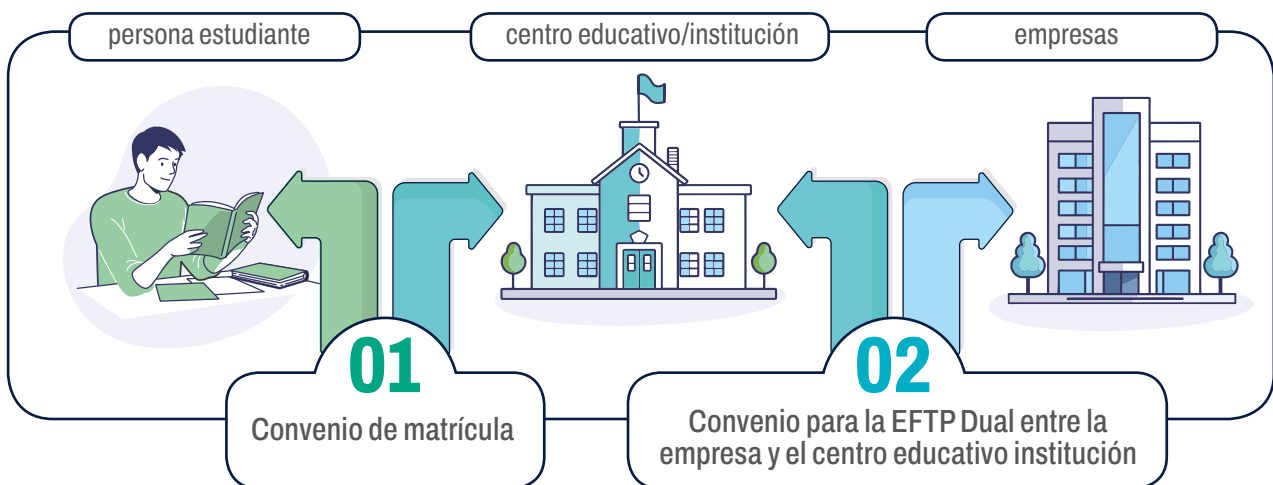 persona estudiante
centro educativo/institución
empresas
01
Convenio de matrícula
02
Convenio para la EFTP Dual entre la
empresa y el centro educativo institución